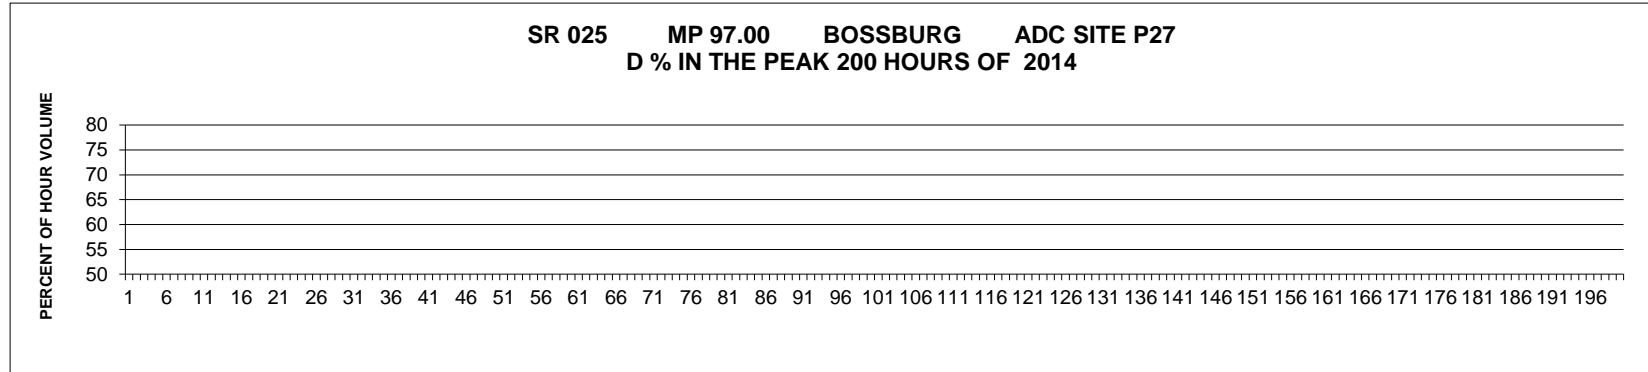 SR 025 MP 97.00 BOSSBURG ADC SITE P27
D % IN THE PEAK 200 HOURS OF 2014
PERCENT OF HOUR VOLUME
80
75
70
65
60
55
50
1 6 11 16 21 26 31 36 41 46 51 56 61 66 71 76 81 86 91 96 101 106 111 116 121 126 131 136 141 146 151 156 161 166 171 176 181 186 191 196